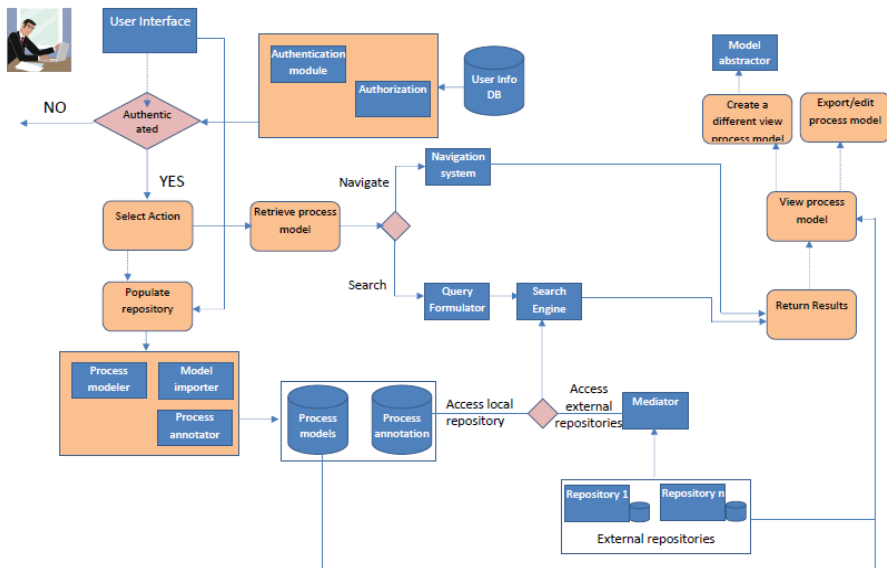 User Interface
Authentication
module
Authorization
User Info
DB
Model
abstractor
Create a
different view
process model
Export/edit
process model
NO
Authentic
ated
YES
Navigate
Navigation
system
Select Action
Retrieve process
model
View process
model
Search
Query
Formulator
Search
Engine
Return Results
Populate
repository
Process
modeler
Model
importer
Process
annotator
Process
models
Process
annotation
Access local
repository
Access
external
repositories
Mediator
Repository 1
Repository n
External repositories